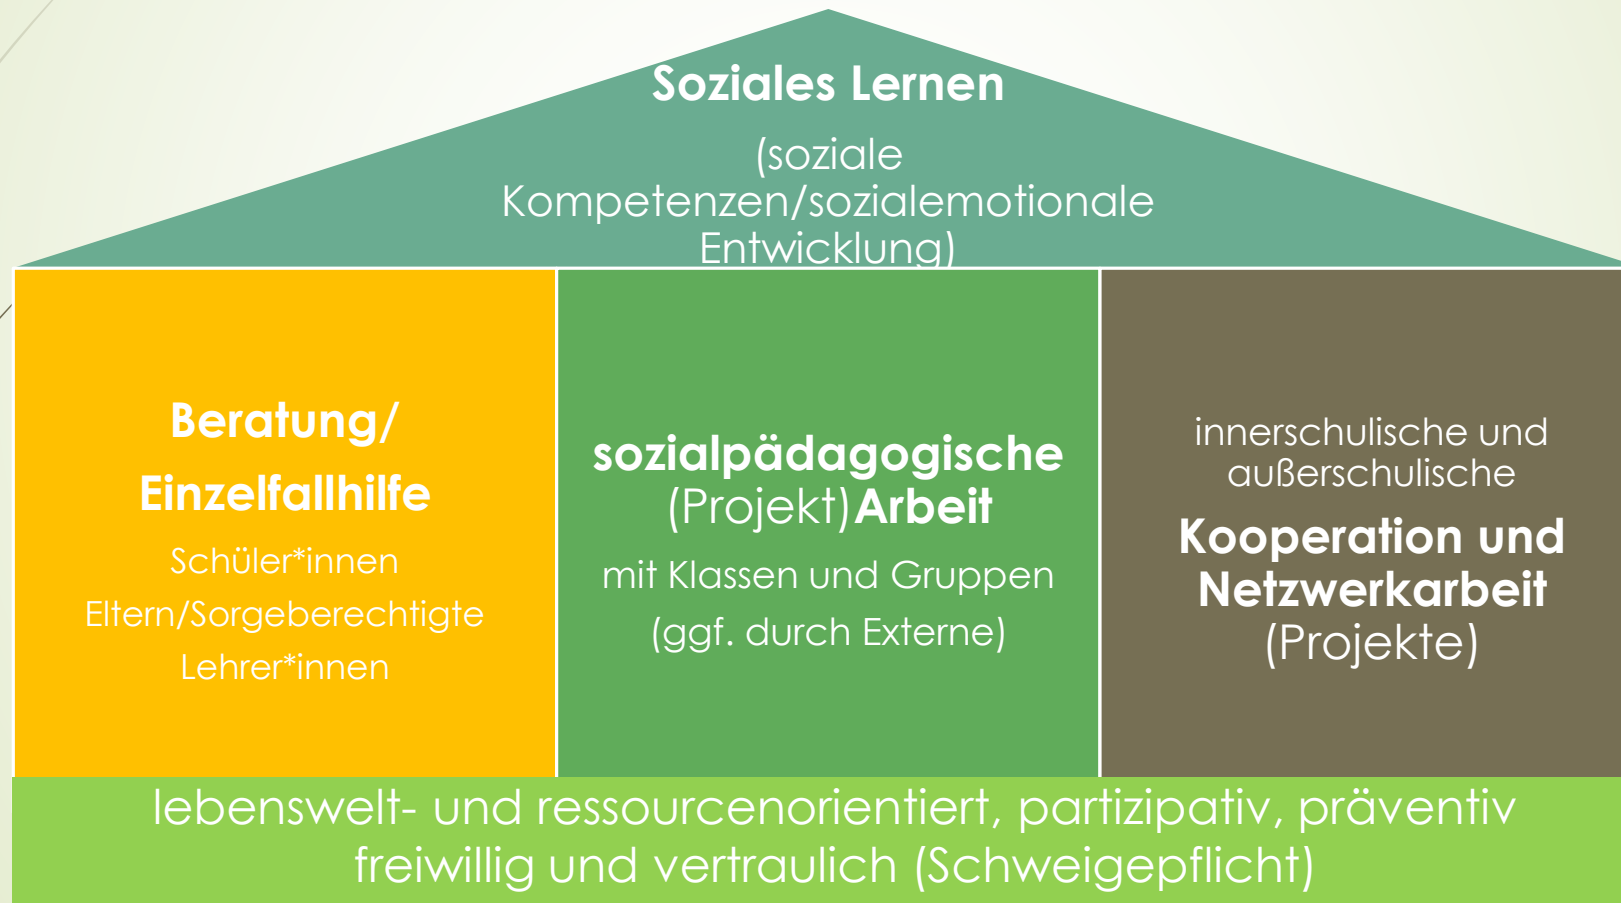 Soziales Lernen
(soziale
Kompetenzen/sozialemotionale
Entwicklung)
Beratung/
Einzelfallhilfe
Schüler*innen
Eltern/Sorgeberechtigte
Lehrer*innen
sozialpädagogische
(Projekt)Arbeit
mit Klassen und Gruppen
(ggf. durch Externe)
innerschulische und
außerschulische
Kooperation und
Netzwerkarbeit
(Projekte)
lebenswelt- und ressourcenorientiert, partizipativ, präventiv
freiwillig und vertraulich (Schweigepflicht)